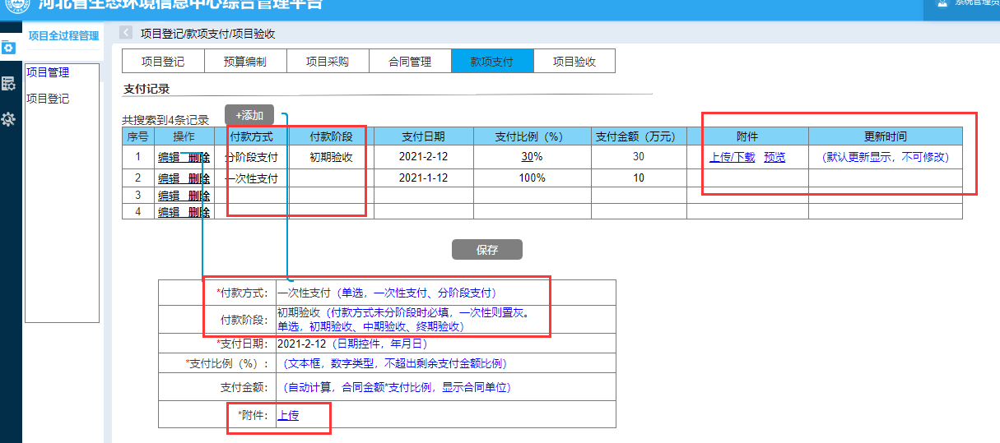 河北省生态环境信息中心综合管理平台
系统管理员
项目全过程管理
项目登记/款项支付/项目验收
项目管理
项目登记
项目登记 预算编制 项目采购 合同管理 款项支付 项目验收
支付记录
共搜索到4条记录 +添加
序号 操作 付款方式 付款阶段 支付日期 支付比例（%） 支付金额（万元） 附件 更新时间
1 编辑 删除 分阶段支付 初期验收 2021-2-12 30% 30 上传/下载 预览 （默认更新显示，不可修改）
2 编辑 删除 一次性支付 2021-1-12 100% 10
3 编辑 删除
4 编辑 删除
保存
*付款方式： 一次性支付（单选，一次性支付、分阶段支付）
付款阶段： 初期验收（付款方式未分阶段时必填，一次性则置灰。
单选，初期验收、中期验收、终期验收）
*支付日期： 2021-2-12（日期控件，年月日）
*支付比例（%）： （文本框，数字类型，不超出剩余支付金额比例）
支付金额： （自动计算，合同金额*支付比例，显示合同单位）
*附件： 上传